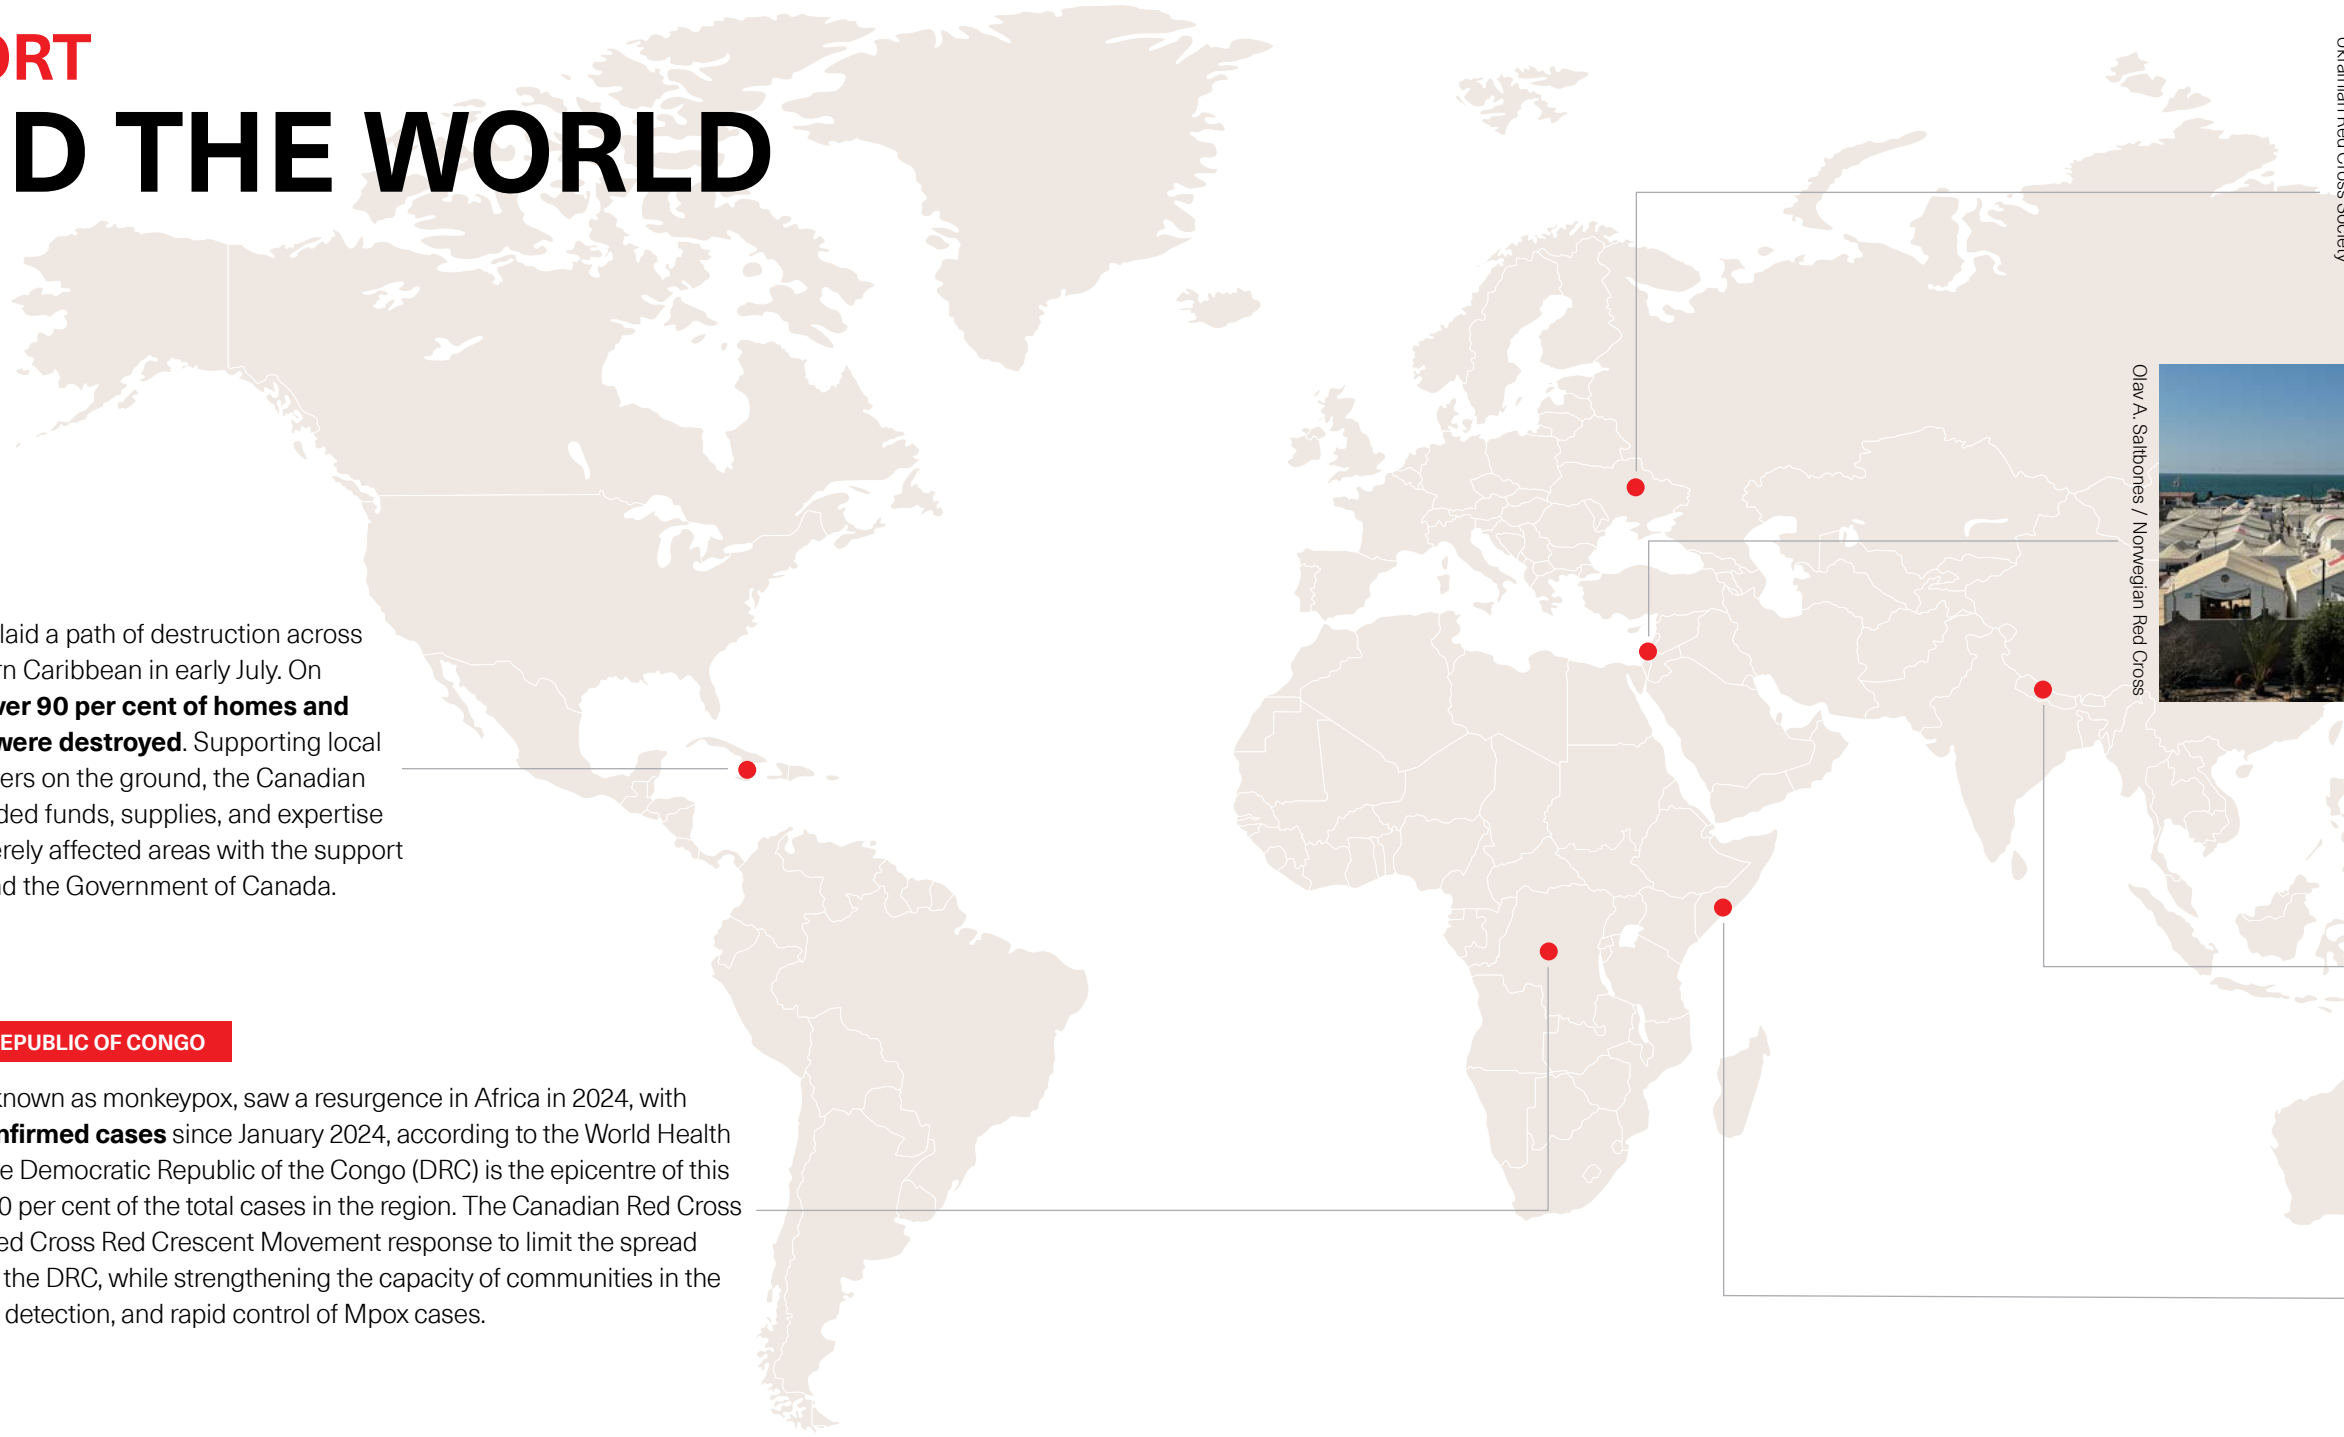 ORT
D THE WORLD
laid a path of destruction across
rn Caribbean in early July. On
ver 90 per cent of homes and
were destroyed. Supporting local
ers on the ground, the Canadian
ded funds, supplies, and expertise
erely affected areas with the support
nd the Government of Canada.
EPUBLIC OF CONGO
known as monkeypox, saw a resurgence in Africa in 2024, with
nfirmed cases since January 2024, according to the World Health
e Democratic Republic of the Congo (DRC) is the epicentre of this
0 per cent of the total cases in the region. The Canadian Red Cross
ed Cross Red Crescent Movement response to limit the spread
the DRC, while strengthening the capacity of communities in the
detection, and rapid control of Mpox cases.
Ukrainian Red Cross Society
Olav A. Saltbones / Norwegian Red Cross